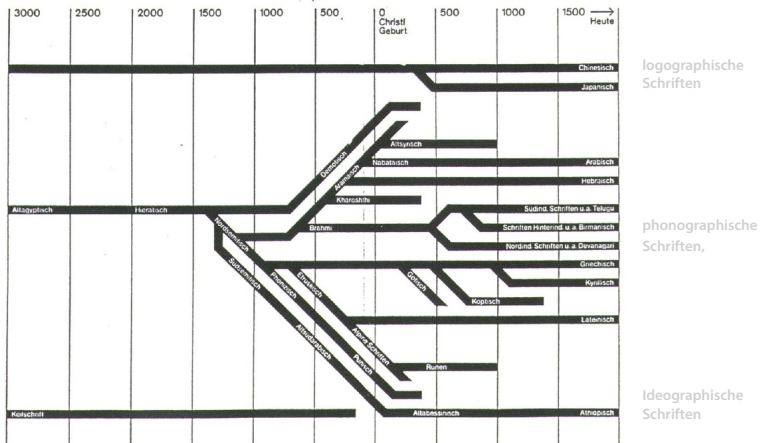 3000 2500 2000 1500 1000 500 0 500 1000 1500
Christi
Geburt
Heute
Chinesisch
Japanisch
logographische
Schriften
Demotisch
Altsyrisch
Aramäisch
Nabatäisch
Arabisch
Hebräisch
Kharoshthi
Altägyptisch
Hieratisch
Südind. Schriften u.a. Telugu
Nordsemitisch
Brahmi
Schriften Hinterind. u.a. Birmanisch
phonographische
Schriften,
Nordind. Schriften u.a. Devanagari
Südsemitisch
Phönizisch
Etruskisch
Gotisch
Griechisch
Kyrillisch
Koptisch
Altsüdarabisch
Alpine Schriften
Lateinisch
Punisch
Runen
Ideographische
Schriften
Keilschrift
Altabessinisch
Äthiopisch